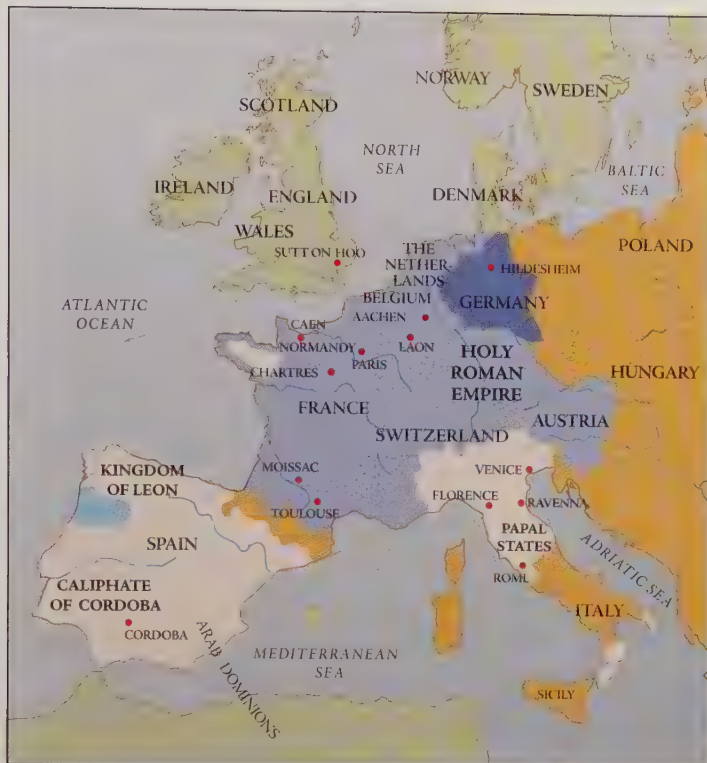 NORWAY
SWEDEN
SCOTLAND
NORTH
SEA
BALTIC
SEA
IRELAND
ENGLAND
DENMARK
WALES
SUTTON HOO
THE
NETHER-
LANDS
POLAND
HILDESHEIM
BELGIUM
GERMANY
ATLANTIC
OCEAN
AACHEN
CAEN
NORMANDY
LAON
PARIS
HOLY
ROMAN
EMPIRE
CHARTRES
HUNGARY
FRANCE
AUSTRIA
SWITZERLAND
KINGDOM
OF LEON
MOISSAC
VENICE
FLORENCE
RAVENNA
TOULOUSE
SPAIN
PAPAL
STATES
ADRIATIC SEA
CALIPHATE
OF CORDOBA
ROML
ITALY
CORDOBA
ARAB DOMINIONS
MEDITERRANEAN
SEA
SICILY